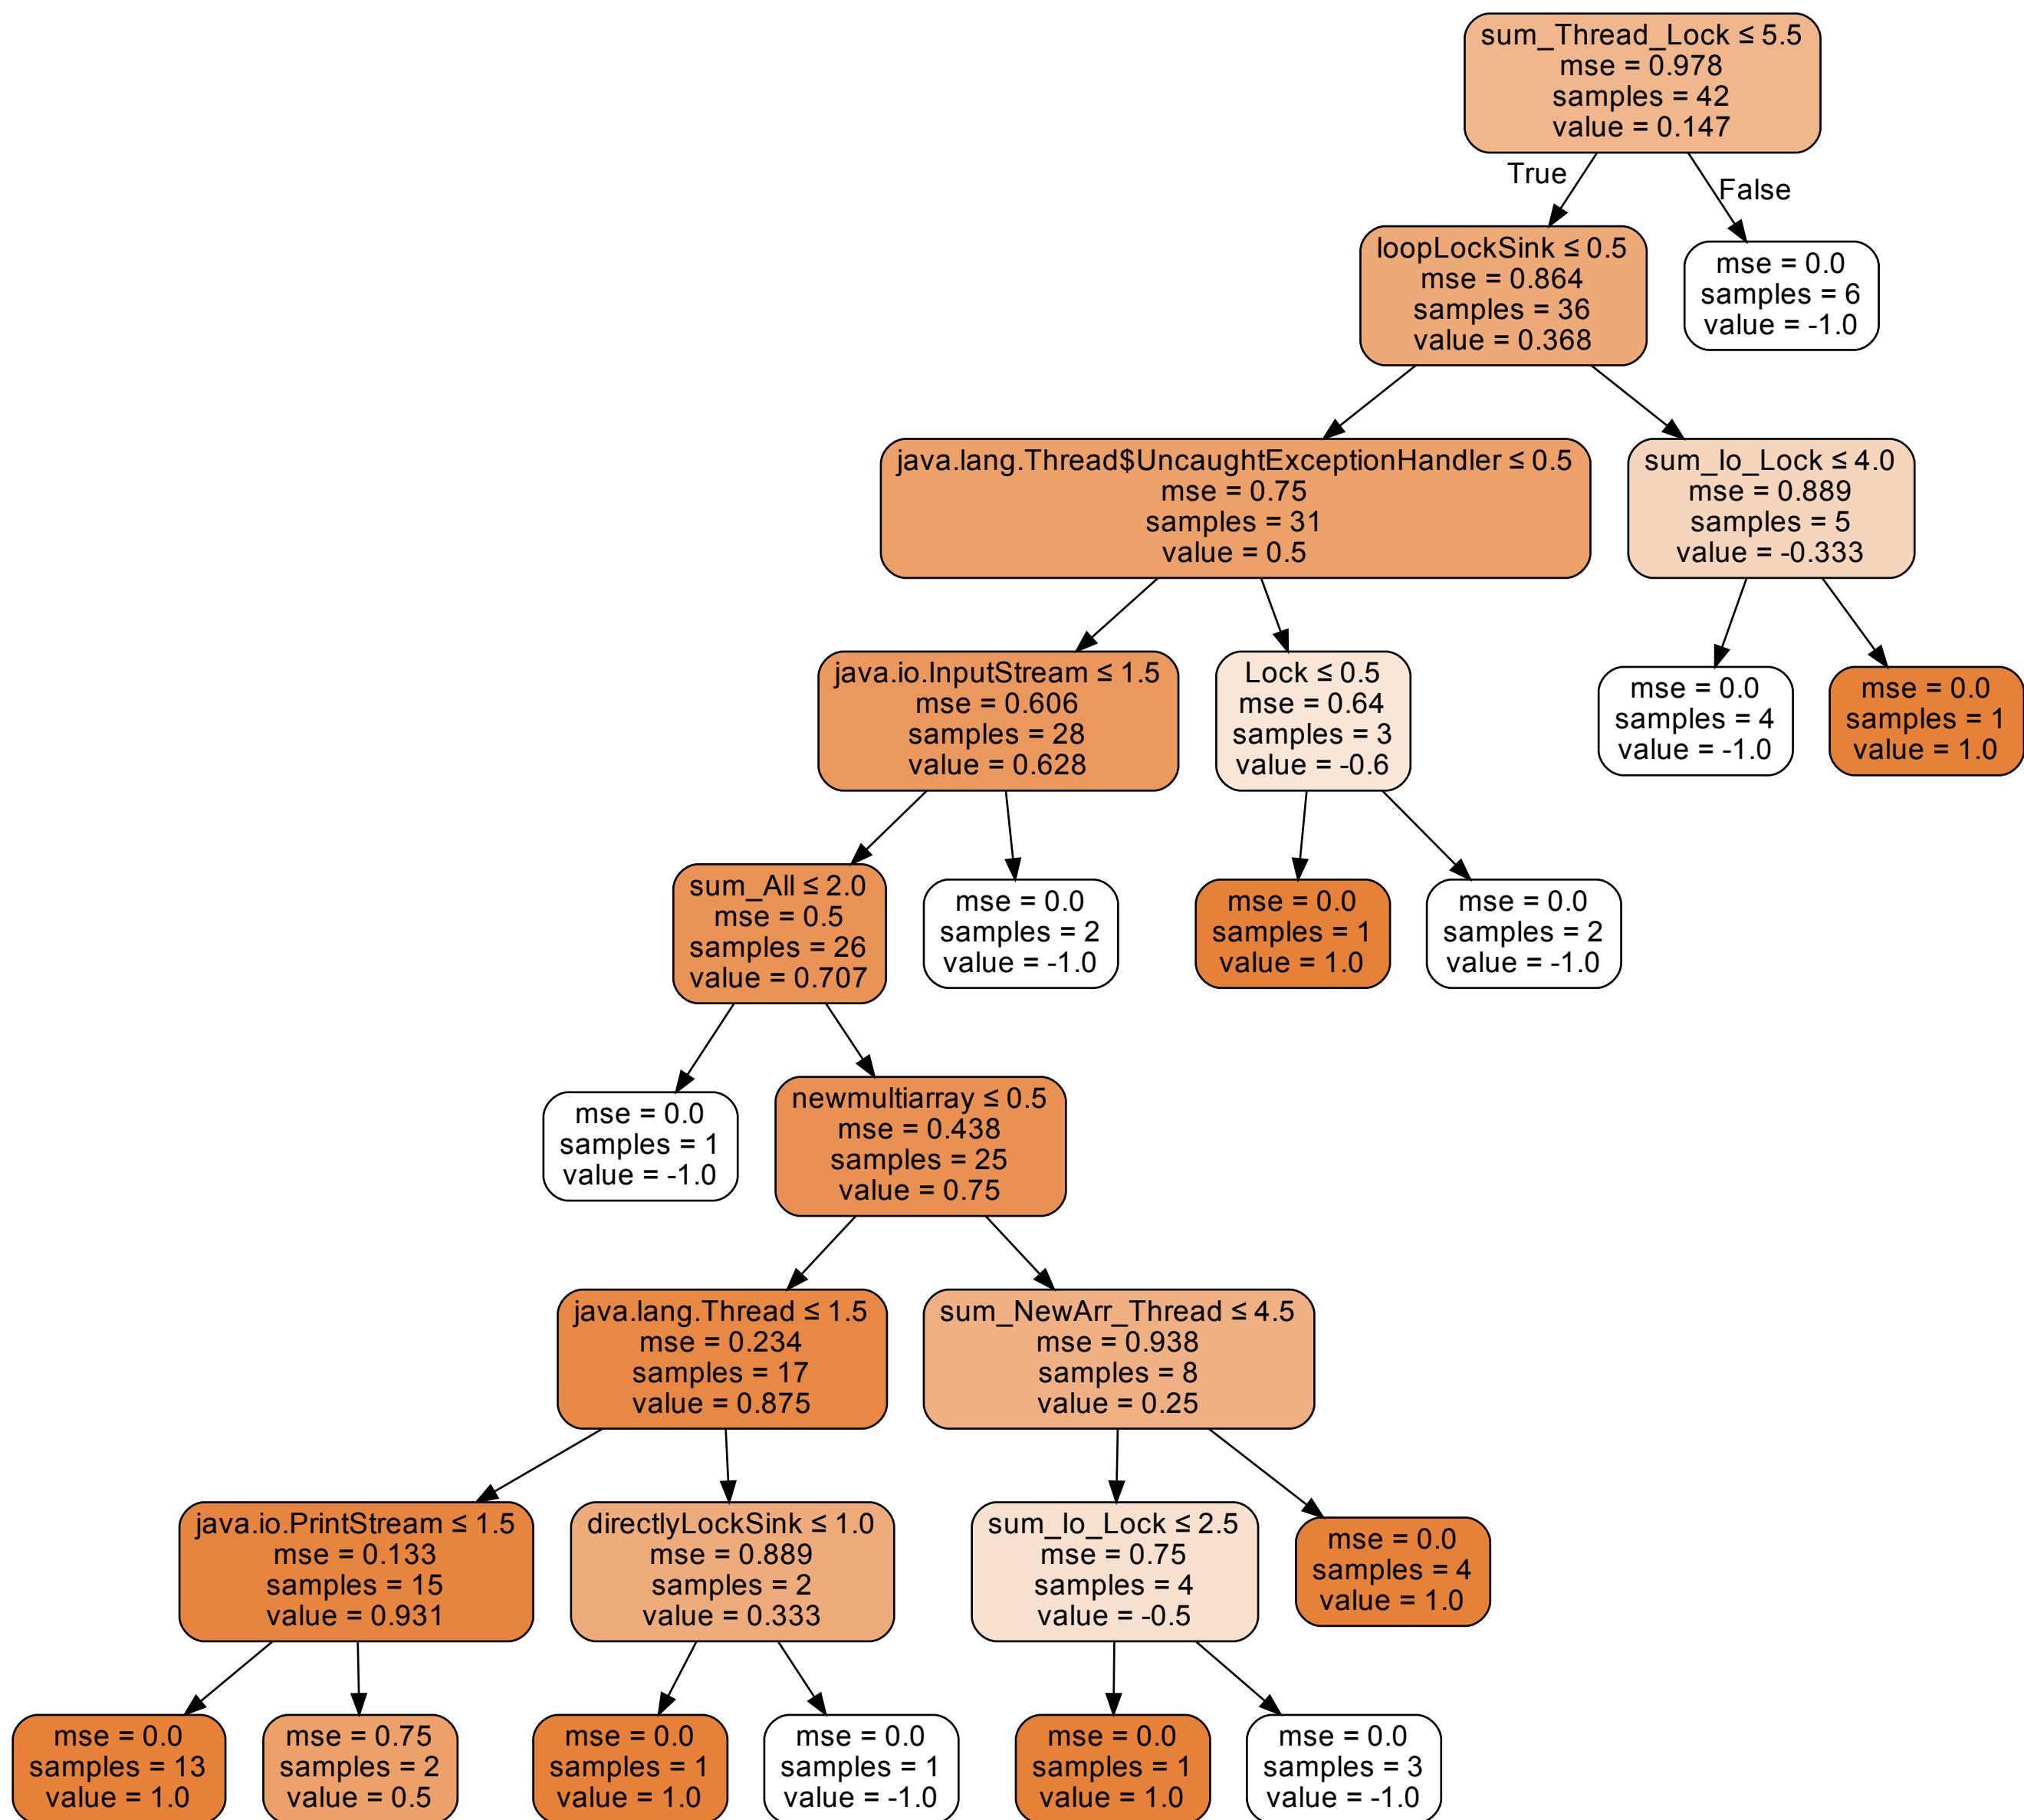 sum_Thread_Lock ≤ 5.5
mse = 0.978
samples = 42
value = 0.147
True
False
loopLockSink ≤ 0.5
mse = 0.864
samples = 36
value = 0.368
mse = 0.0
samples = 6
value = -1.0
java.lang.Thread$UncaughtExceptionHandler ≤ 0.5
mse = 0.75
samples = 31
value = 0.5
sum_Io_Lock ≤ 4.0
mse = 0.889
samples = 5
value = -0.333
java.io.InputStream ≤ 1.5
mse = 0.606
samples = 28
value = 0.628
Lock ≤ 0.5
mse = 0.64
samples = 3
value = -0.6
mse = 0.0
samples = 4
value = -1.0
mse = 0.0
samples = 1
value = 1.0
sum_All ≤ 2.0
mse = 0.5
samples = 26
value = 0.707
mse = 0.0
samples = 2
value = -1.0
mse = 0.0
samples = 1
value = 1.0
mse = 0.0
samples = 2
value = -1.0
mse = 0.0
samples = 1
value = -1.0
newmultiarray ≤ 0.5
mse = 0.438
samples = 25
value = 0.75
java.lang.Thread ≤ 1.5
mse = 0.234
samples = 17
value = 0.875
sum_NewArr_Thread ≤ 4.5
mse = 0.938
samples = 8
value = 0.25
java.io.PrintStream ≤ 1.5
mse = 0.133
samples = 15
value = 0.931
directlyLockSink ≤ 1.0
mse = 0.889
samples = 2
value = 0.333
sum_Io_Lock ≤ 2.5
mse = 0.75
samples = 4
value = -0.5
mse = 0.0
samples = 4
value = 1.0
mse = 0.0
samples = 13
value = 1.0
mse = 0.75
samples = 2
value = 0.5
mse = 0.0
samples = 1
value = 1.0
mse = 0.0
samples = 1
value = -1.0
mse = 0.0
samples = 1
value = 1.0
mse = 0.0
samples = 3
value = -1.0